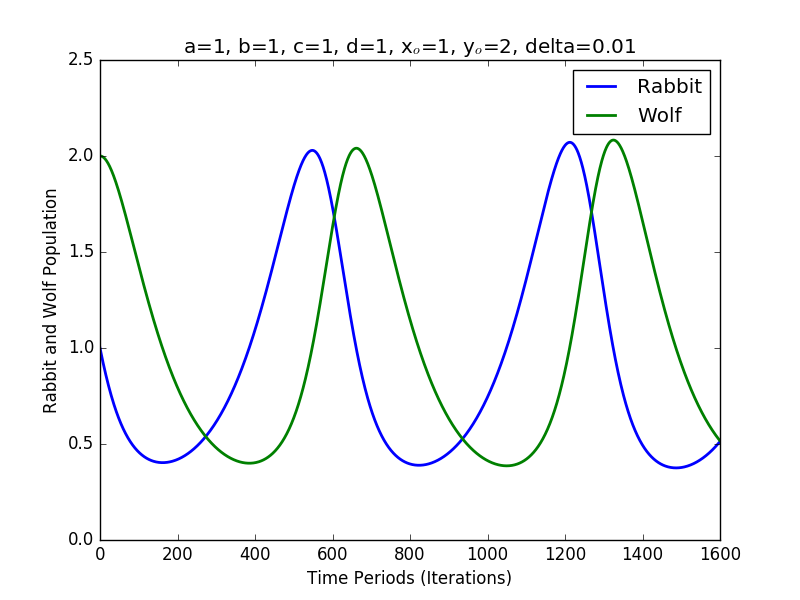 a=1, b=1, c=1, d=1, xₒ=1, yₒ=2, delta=0.01
Rabbit
Wolf
Rabbit and Wolf Population
2.5
2.0
1.5
1.0
0.5
0.0
0 200 400 600 800 1000 1200 1400 1600
Time Periods (Iterations)